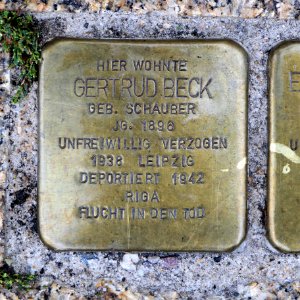 HIER WOHNTE
GERTRUD BECK
GEB. SCHAUBER
JG. 1896
UNFREIWILLIG VERZOGEN
1938 LEIPZIG
DEPORTIERT 1942
RIGA
FLUCHT IN DEN TOD